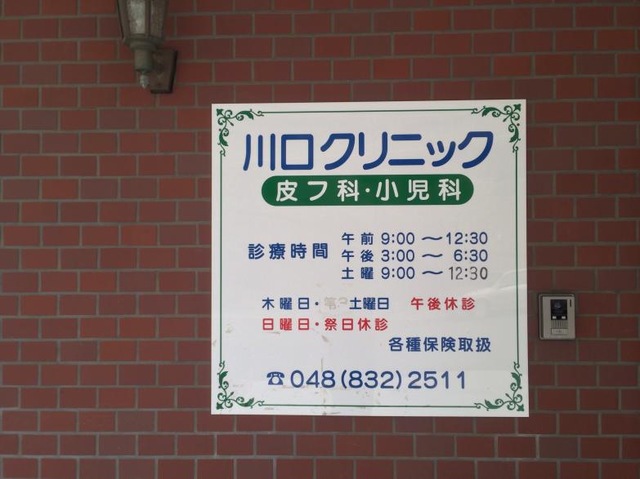 川口クリニック
皮フ科・小児科
診療時間
午前 9:00 〜 12:30
午後 3:00 〜 6:30
土曜 9:00 〜 12:30
木曜日・土曜日 午後休診
日曜日・祭日休診
各種保険取扱
☎048(832)2511